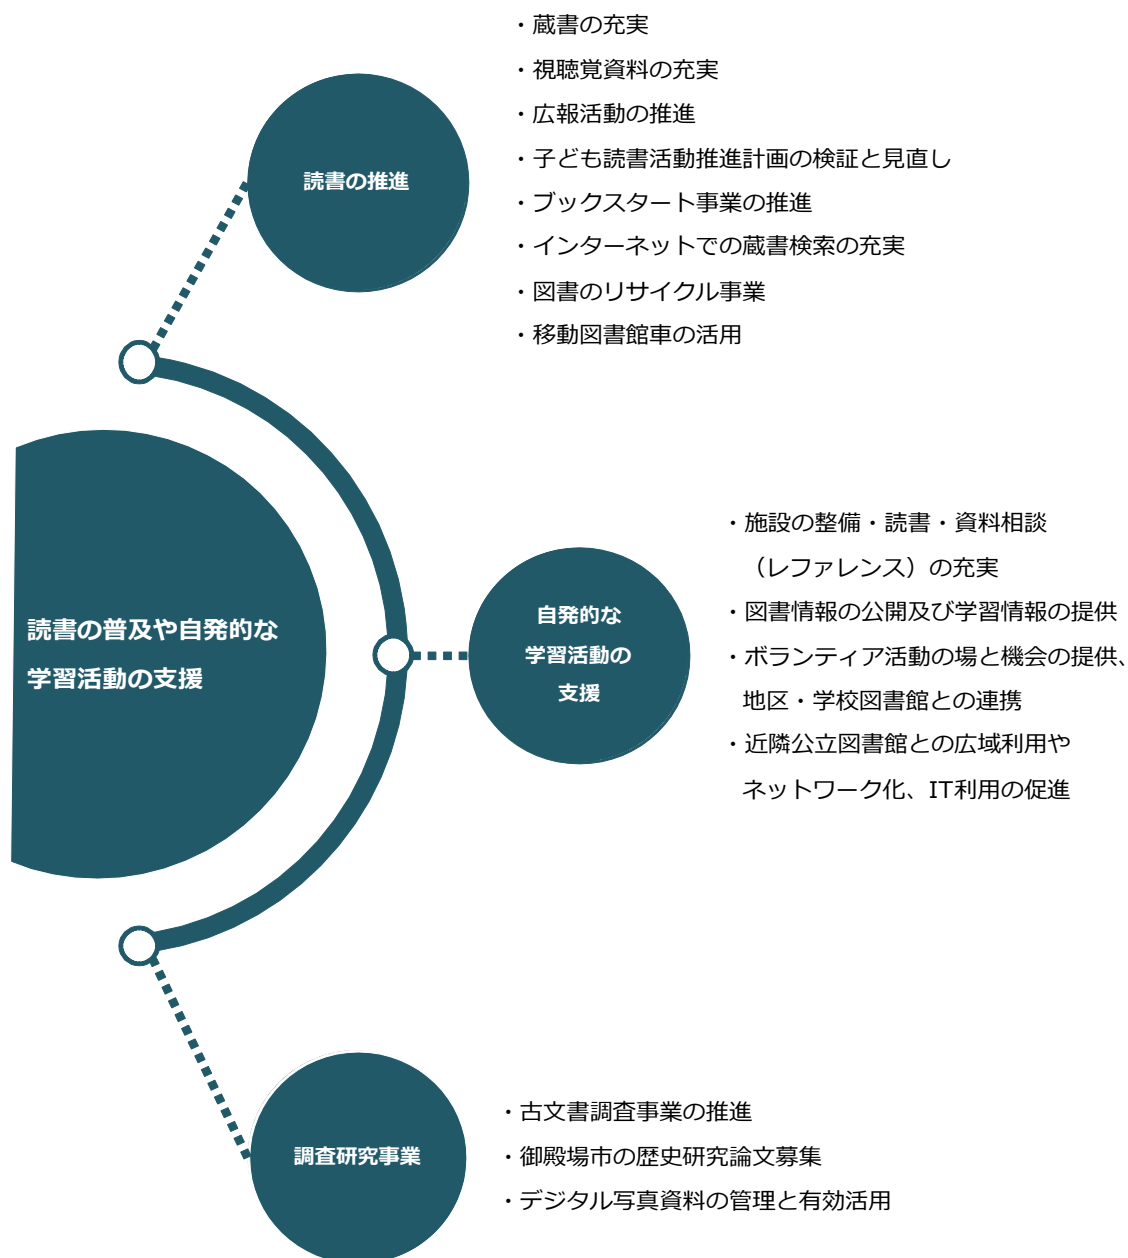 読書の普及や自発的な
学習活動の支援
読書の推進
・蔵書の充実
・視聴覚資料の充実
・広報活動の推進
・子ども読書活動推進計画の検証と見直し
・ブックスタート事業の推進
・インターネットでの蔵書検索の充実
・図書のリサイクル事業
・移動図書館車の活用
自発的な
学習活動の
支援
・施設の整備・読書・資料相談
（レファレンス）の充実
・図書情報の公開及び学習情報の提供
・ボランティア活動の場と機会の提供、
地区・学校図書館との連携
・近隣公立図書館との広域利用や
ネットワーク化、IT利用の促進
調査研究事業
・古文書調査事業の推進
・御殿場市の歴史研究論文募集
・デジタル写真資料の管理と有効活用